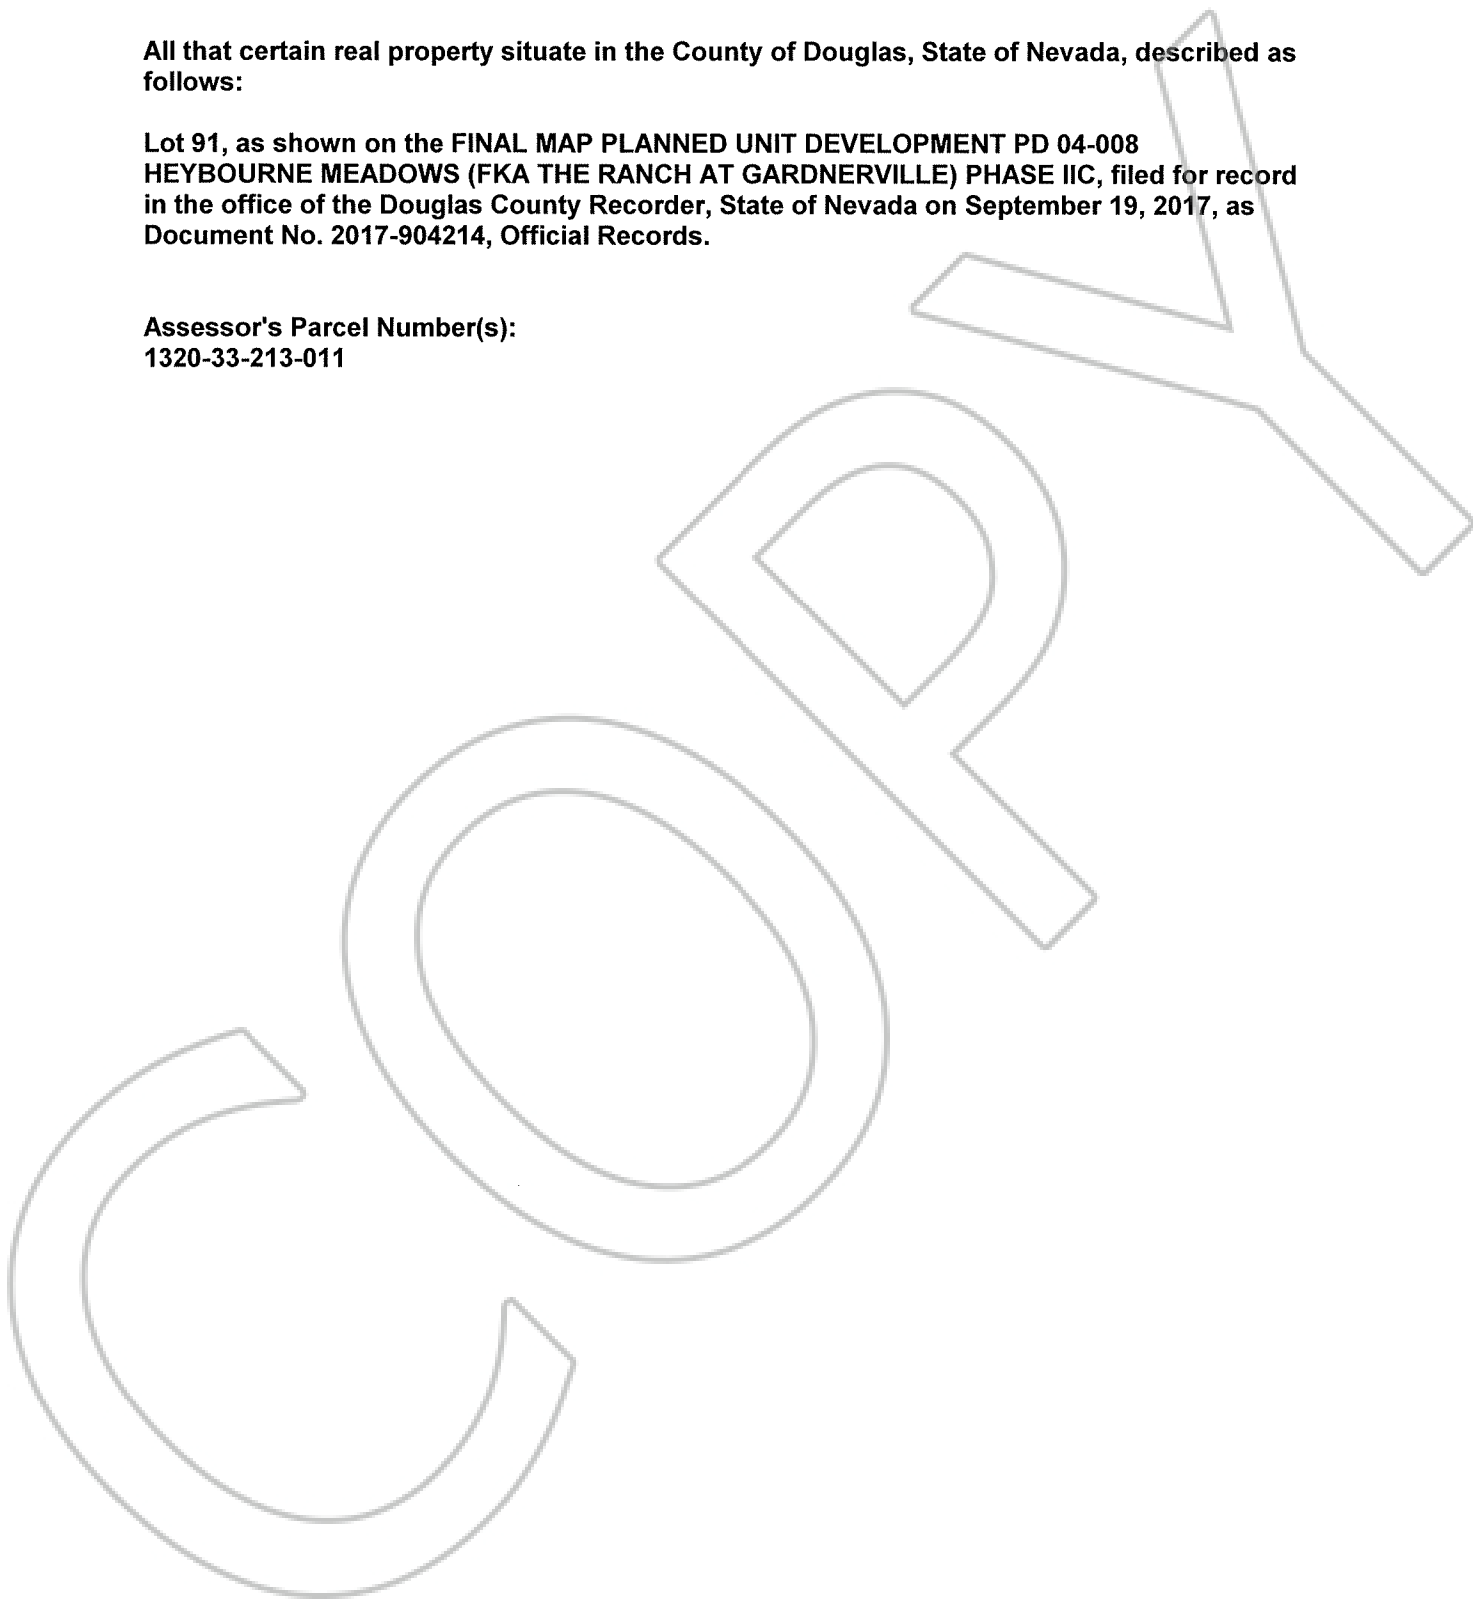 All that certain real property situate in the County of Douglas, State of Nevada, described as
follows:
Lot 91, as shown on the FINAL MAP PLANNED UNIT DEVELOPMENT PD 04-008
HEYBOURNE MEADOWS (FKA THE RANCH AT GARDNERVILLE) PHASE IIC, filed for record
in the office of the Douglas County Recorder, State of Nevada on September 19, 2017, as
Document No. 2017-904214, Official Records.
Assessor's Parcel Number(s):
1320-33-213-011
COPY